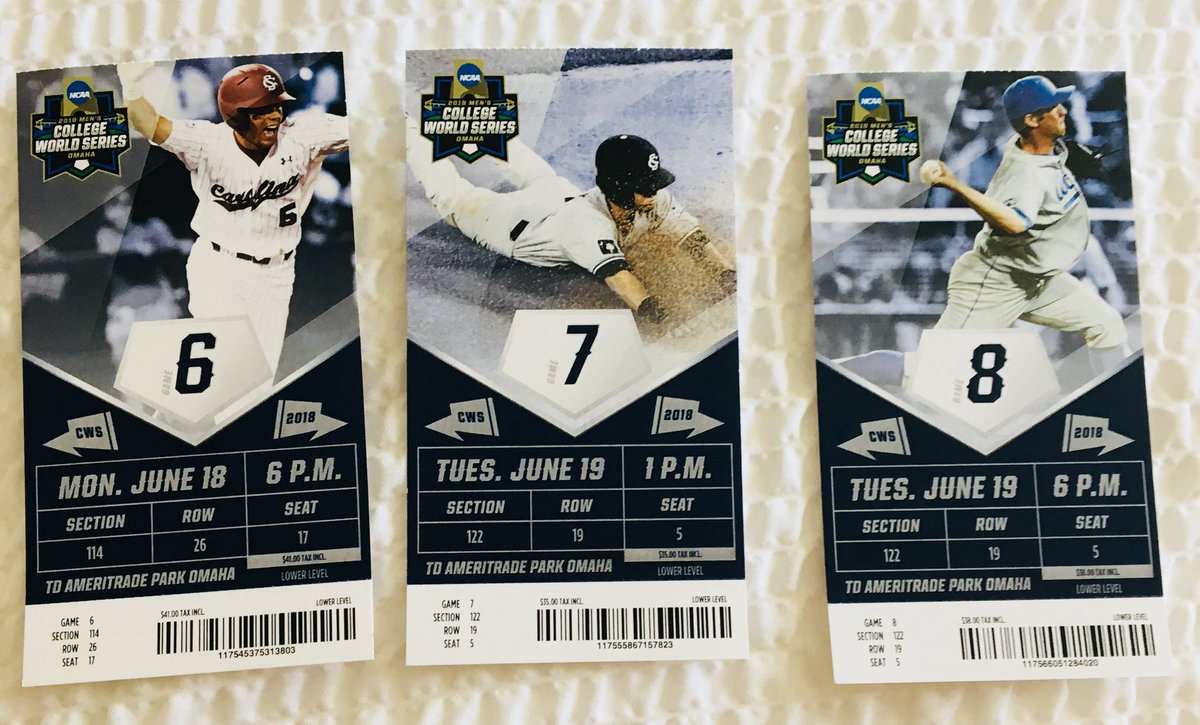 NCAA
2018 MEN'S
COLLEGE
WORLD SERIES
OMAHA
SC
Carolina
6
GAME
6
CWS
2018
MON. JUNE 18
6 P.M.
SECTION
ROW
SEAT
114
26
17
$41.00 TAX INCL.
TD AMERITRADE PARK OMAHA
LOWER LEVEL
GAME 6
SECTION 114
ROW 26
SEAT 17
$41.00 TAX INCL.
LOWER LEVEL
117545375313803
NCAA
2018 MEN'S
COLLEGE
WORLD SERIES
OMAHA
SC
GAME
7
CWS
2018
TUES. JUNE 19
1 P.M.
SECTION
ROW
SEAT
122
19
5
$35.00 TAX INCL.
TD AMERITRADE PARK OMAHA
LOWER LEVEL
GAME 7
SECTION 122
ROW 19
SEAT 5
$35.00 TAX INCL.
LOWER LEVEL
117555867157823
NCAA
2018 MEN'S
COLLEGE
WORLD SERIES
OMAHA
GAME
8
CWS
2018
TUES. JUNE 19
6 P.M.
SECTION
ROW
SEAT
122
19
5
$38.00 TAX INCL.
TD AMERITRADE PARK OMAHA
LOWER LEVEL
GAME 8
SECTION 122
ROW 19
SEAT 5
$38.00 TAX INCL.
LOWER LEVEL
117566051284020